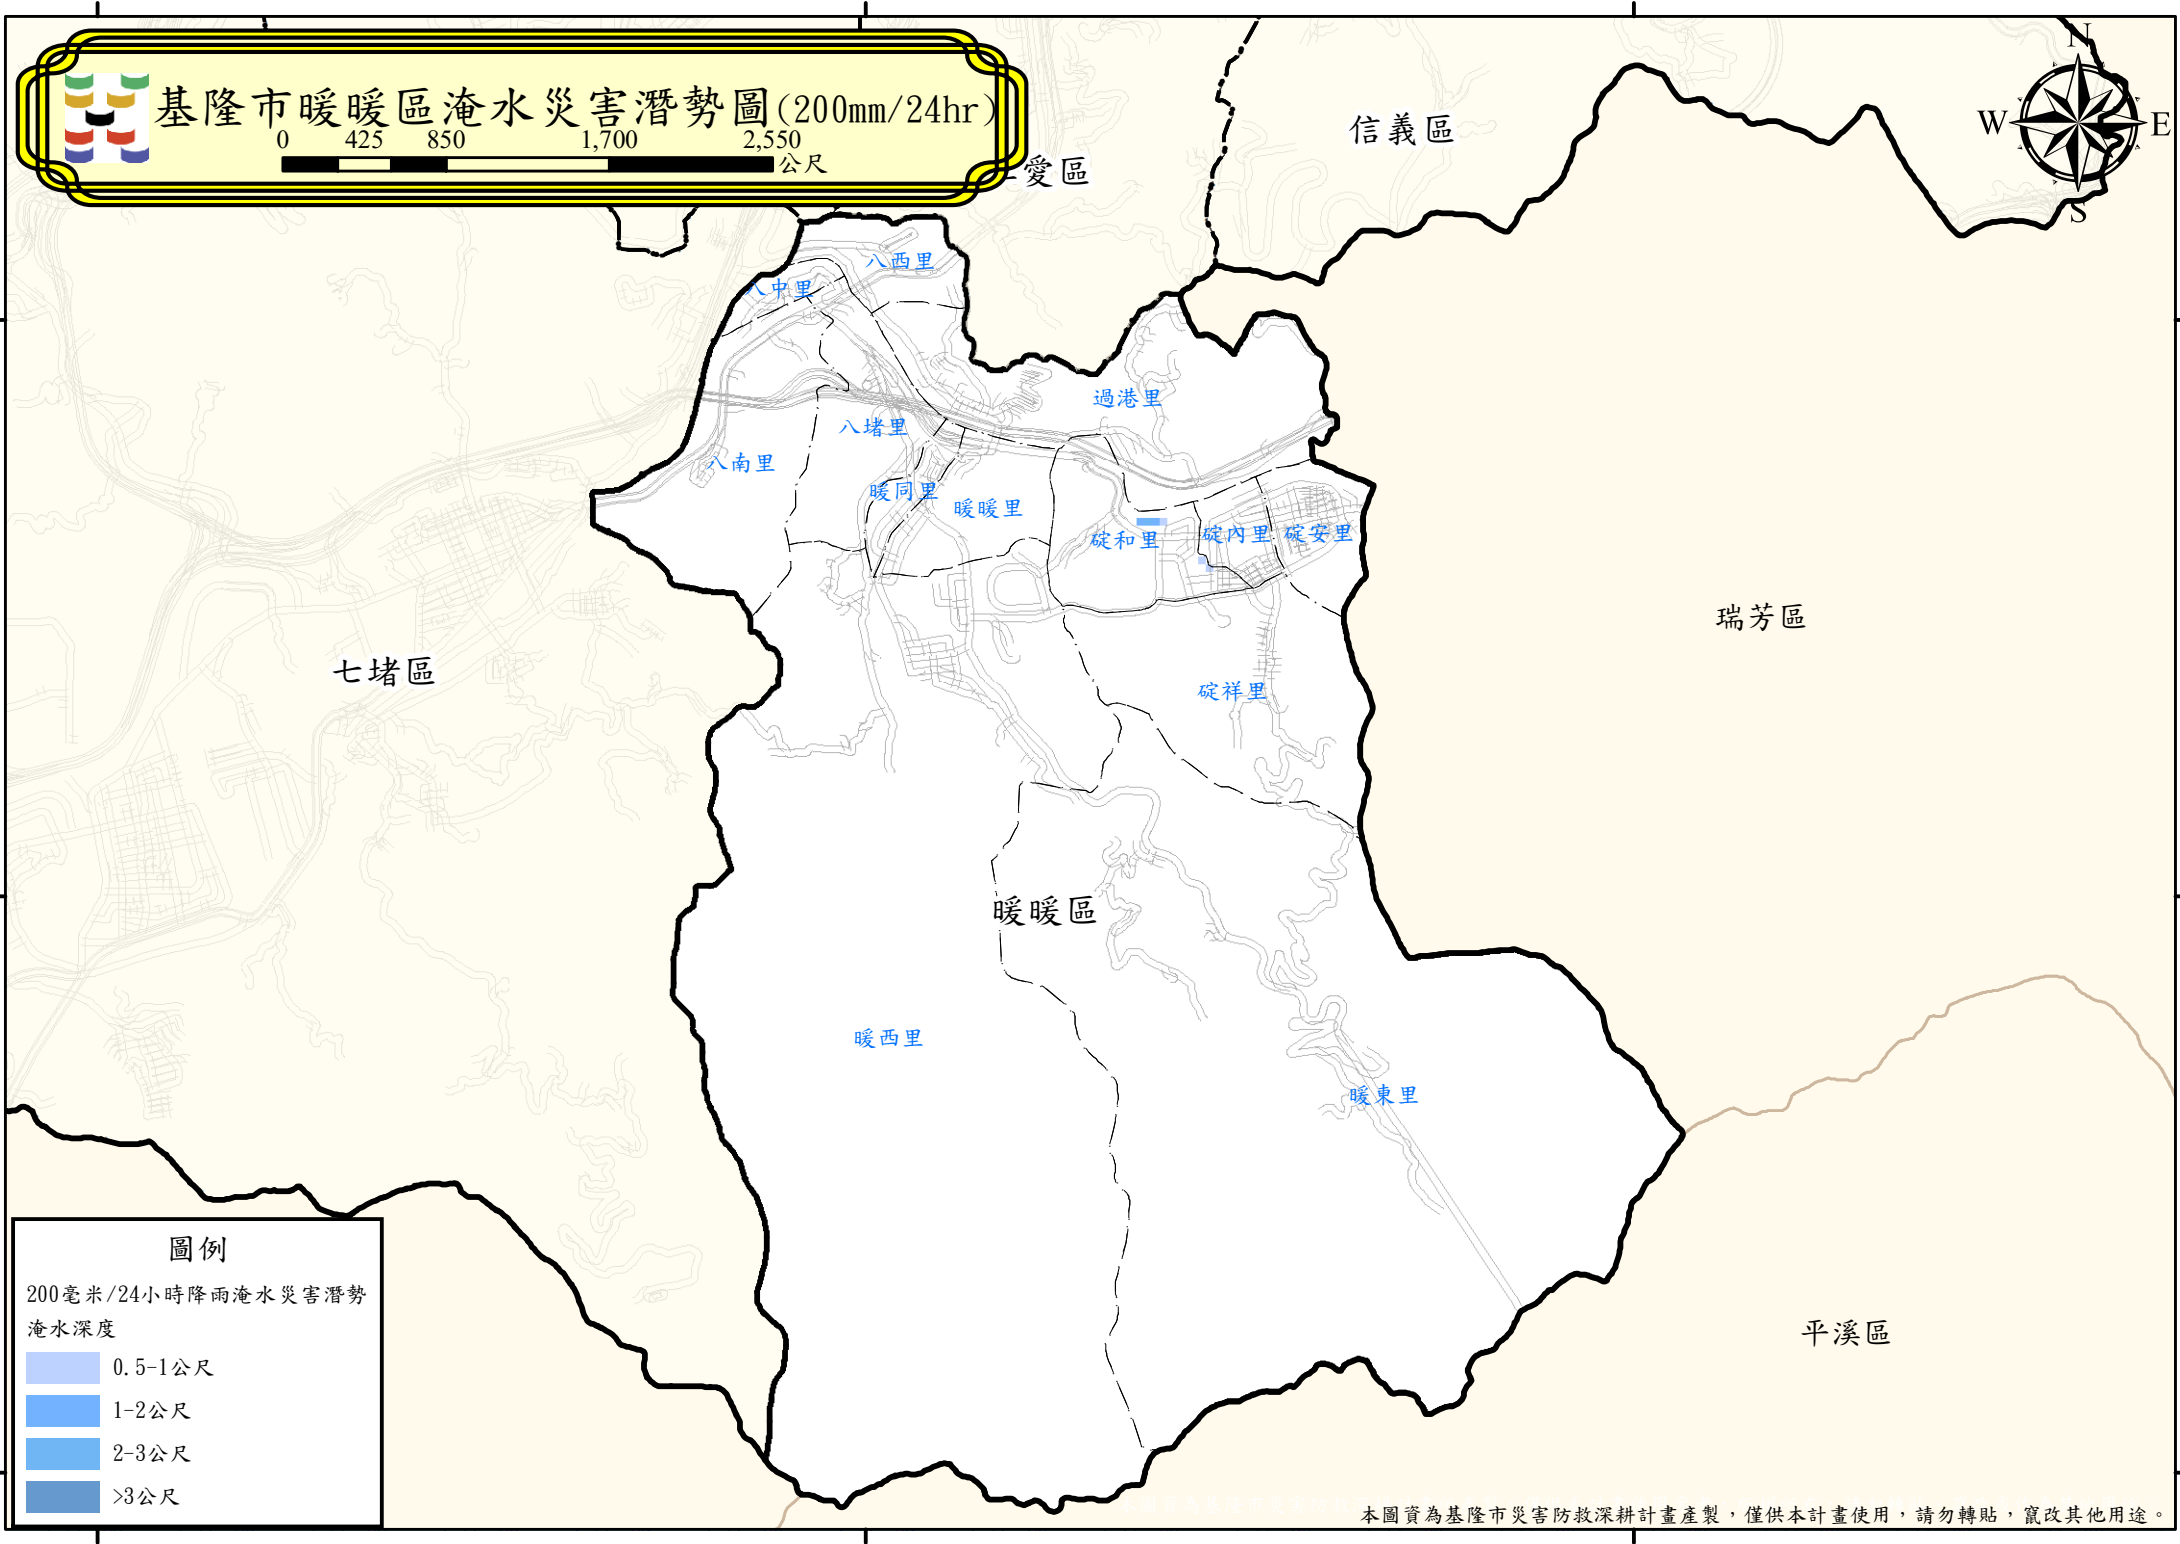 基隆市暖暖區淹水災害潛勢圖(200mm/24hr)
0 425 850 1,700 2,550
公尺
N
W E
S
信義區
愛區
八西里
八中里
過港里
八堵里
八南里
暖同里
暖暖里
碇和里
碇內里
碇安里
瑞芳區
七堵區
碇祥里
暖暖區
暖西里
暖東里
平溪區
圖例
200毫米/24小時降雨淹水災害潛勢
淹水深度
0.5-1公尺
1-2公尺
2-3公尺
>3公尺
本圖資為基隆市災害防救深耕計畫產製，僅供本計畫使用，請勿轉貼，竄改其他用途。